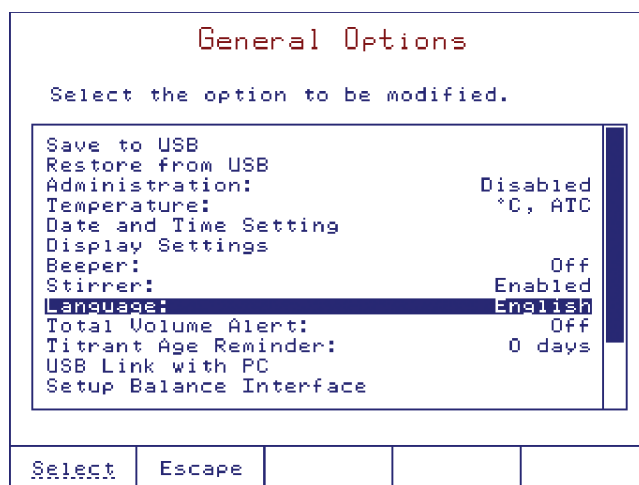 General Options
Select the option to be modified.
Save to USB
Restore from USB
Administration: Disabled
Temperature: °C, ATC
Date and Time Setting
Display Settings
Beeper: Off
Stirrer: Enabled
Language: English
Total Volume Alert: Off
Titrant Age Reminder: 0 days
USB Link with PC
Setup Balance Interface
Select Escape